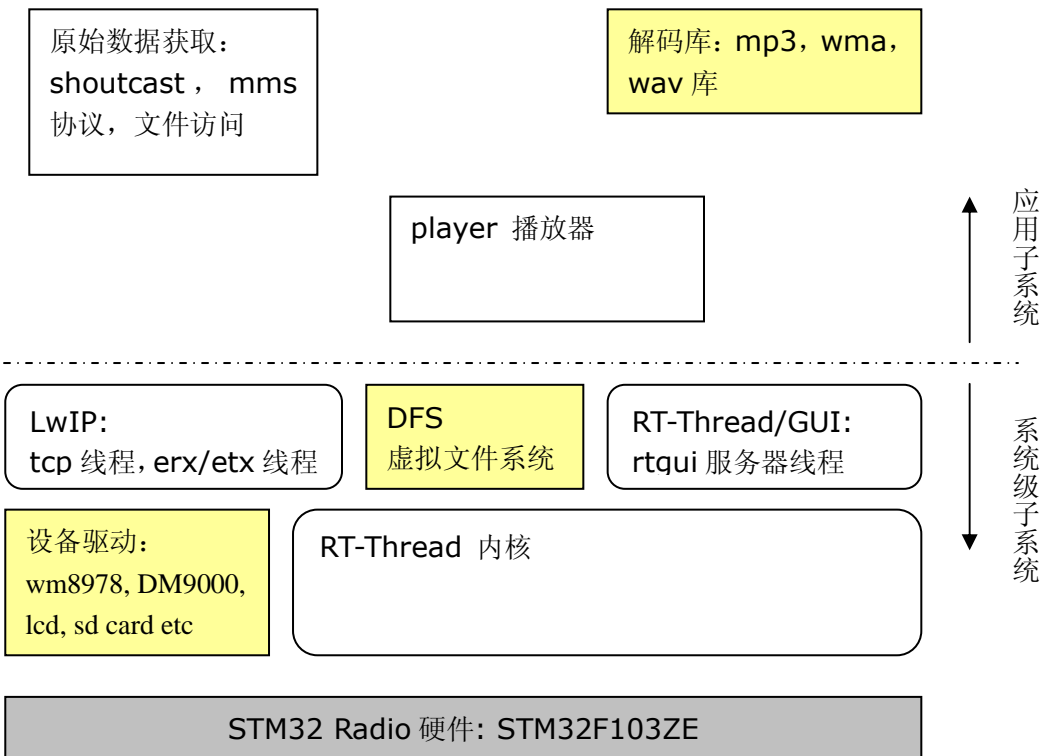 原始数据获取：
shoutcast ， mms
协议，文件访问
解码库：mp3，wma，
wav 库
player 播放器
应用子系统
LwIP:
tcp 线程，erx/etx 线程
DFS
虚拟文件系统
RT-Thread/GUI:
rtgui 服务器线程
系统级子系统
设备驱动：
wm8978, DM9000,
lcd, sd card etc
RT-Thread 内核
STM32 Radio 硬件: STM32F103ZE